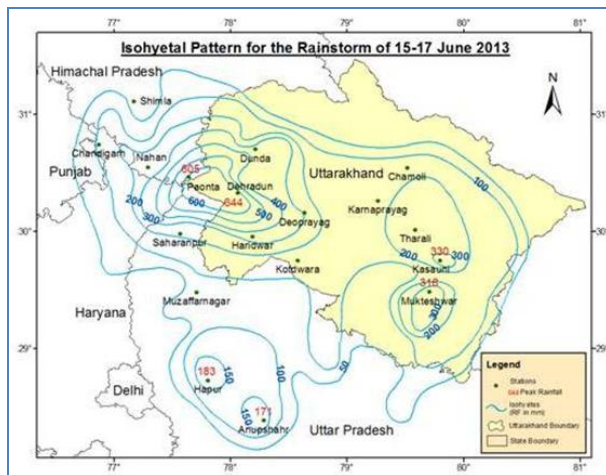 77° 78° 79° 80° 81°
Isohyetal Pattern for the Rainstorm of 15-17 June 2013
Himachal Pradesh
N
31° 31°
Shimla
Chandigarh
Nahan
Dunda
Punjab
605
Paonta
Dehradun
Uttarakhand
Chamoli
100
200
600
644
400
300
500
Deoprayag
Karnaprayag
30° 30°
Saharanpur
Haridwar
Tharali
200
330
300
Kotdwara
Kasauni
318
Muzaffarnagar
Mukteshwar
300
Haryana
200
29° 29°
100
50
183
150
Hapur
Delhi
150
171
Anupshahr
Uttar Pradesh
Legend
Stations
Peak Rainfall
Isohyetes
(RF in mm)
Uttarakhand Boundary
State Boundary
77° 78° 79° 80°